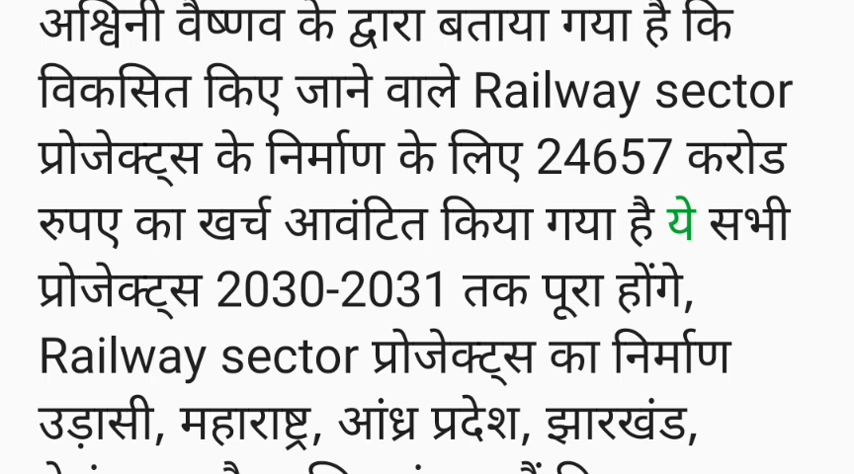 अश्विनी वैष्णव के द्वारा बताया गया है कि
विकसित किए जाने वाले Railway sector
प्रोजेक्ट्स के निर्माण के लिए 24657 करोड
रुपए का खर्च आवंटित किया गया है ये सभी
प्रोजेक्ट्स 2030-2031 तक पूरा होंगे,
Railway sector प्रोजेक्ट्स का निर्माण
उड़ासी, महाराष्ट्र, आंध्र प्रदेश, झारखंड,